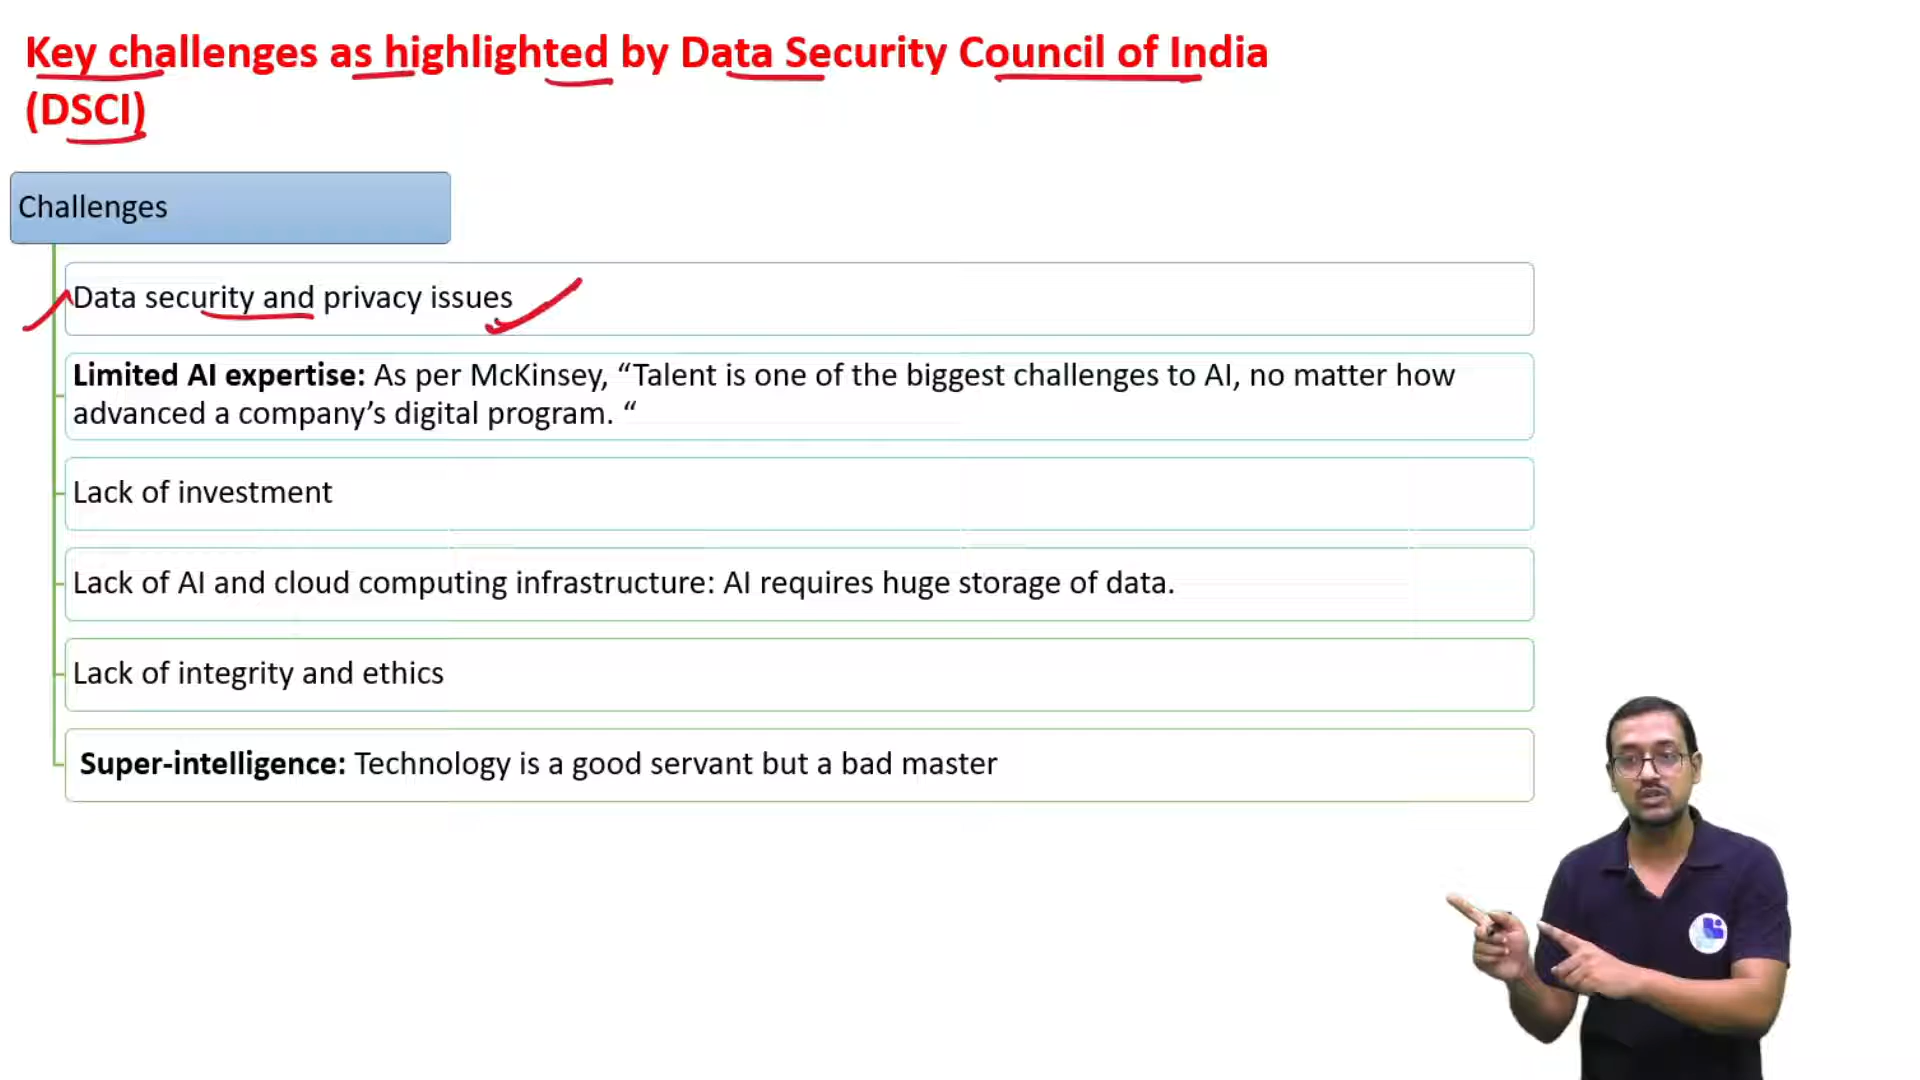 Key challenges as highlighted by Data Security Council of India
(DSCI)
Challenges
Data security and privacy issues
Limited AI expertise: As per McKinsey, “Talent is one of the biggest challenges to AI, no matter how
advanced a company’s digital program. “
Lack of investment
Lack of AI and cloud computing infrastructure: AI requires huge storage of data.
Lack of integrity and ethics
Super-intelligence: Technology is a good servant but a bad master